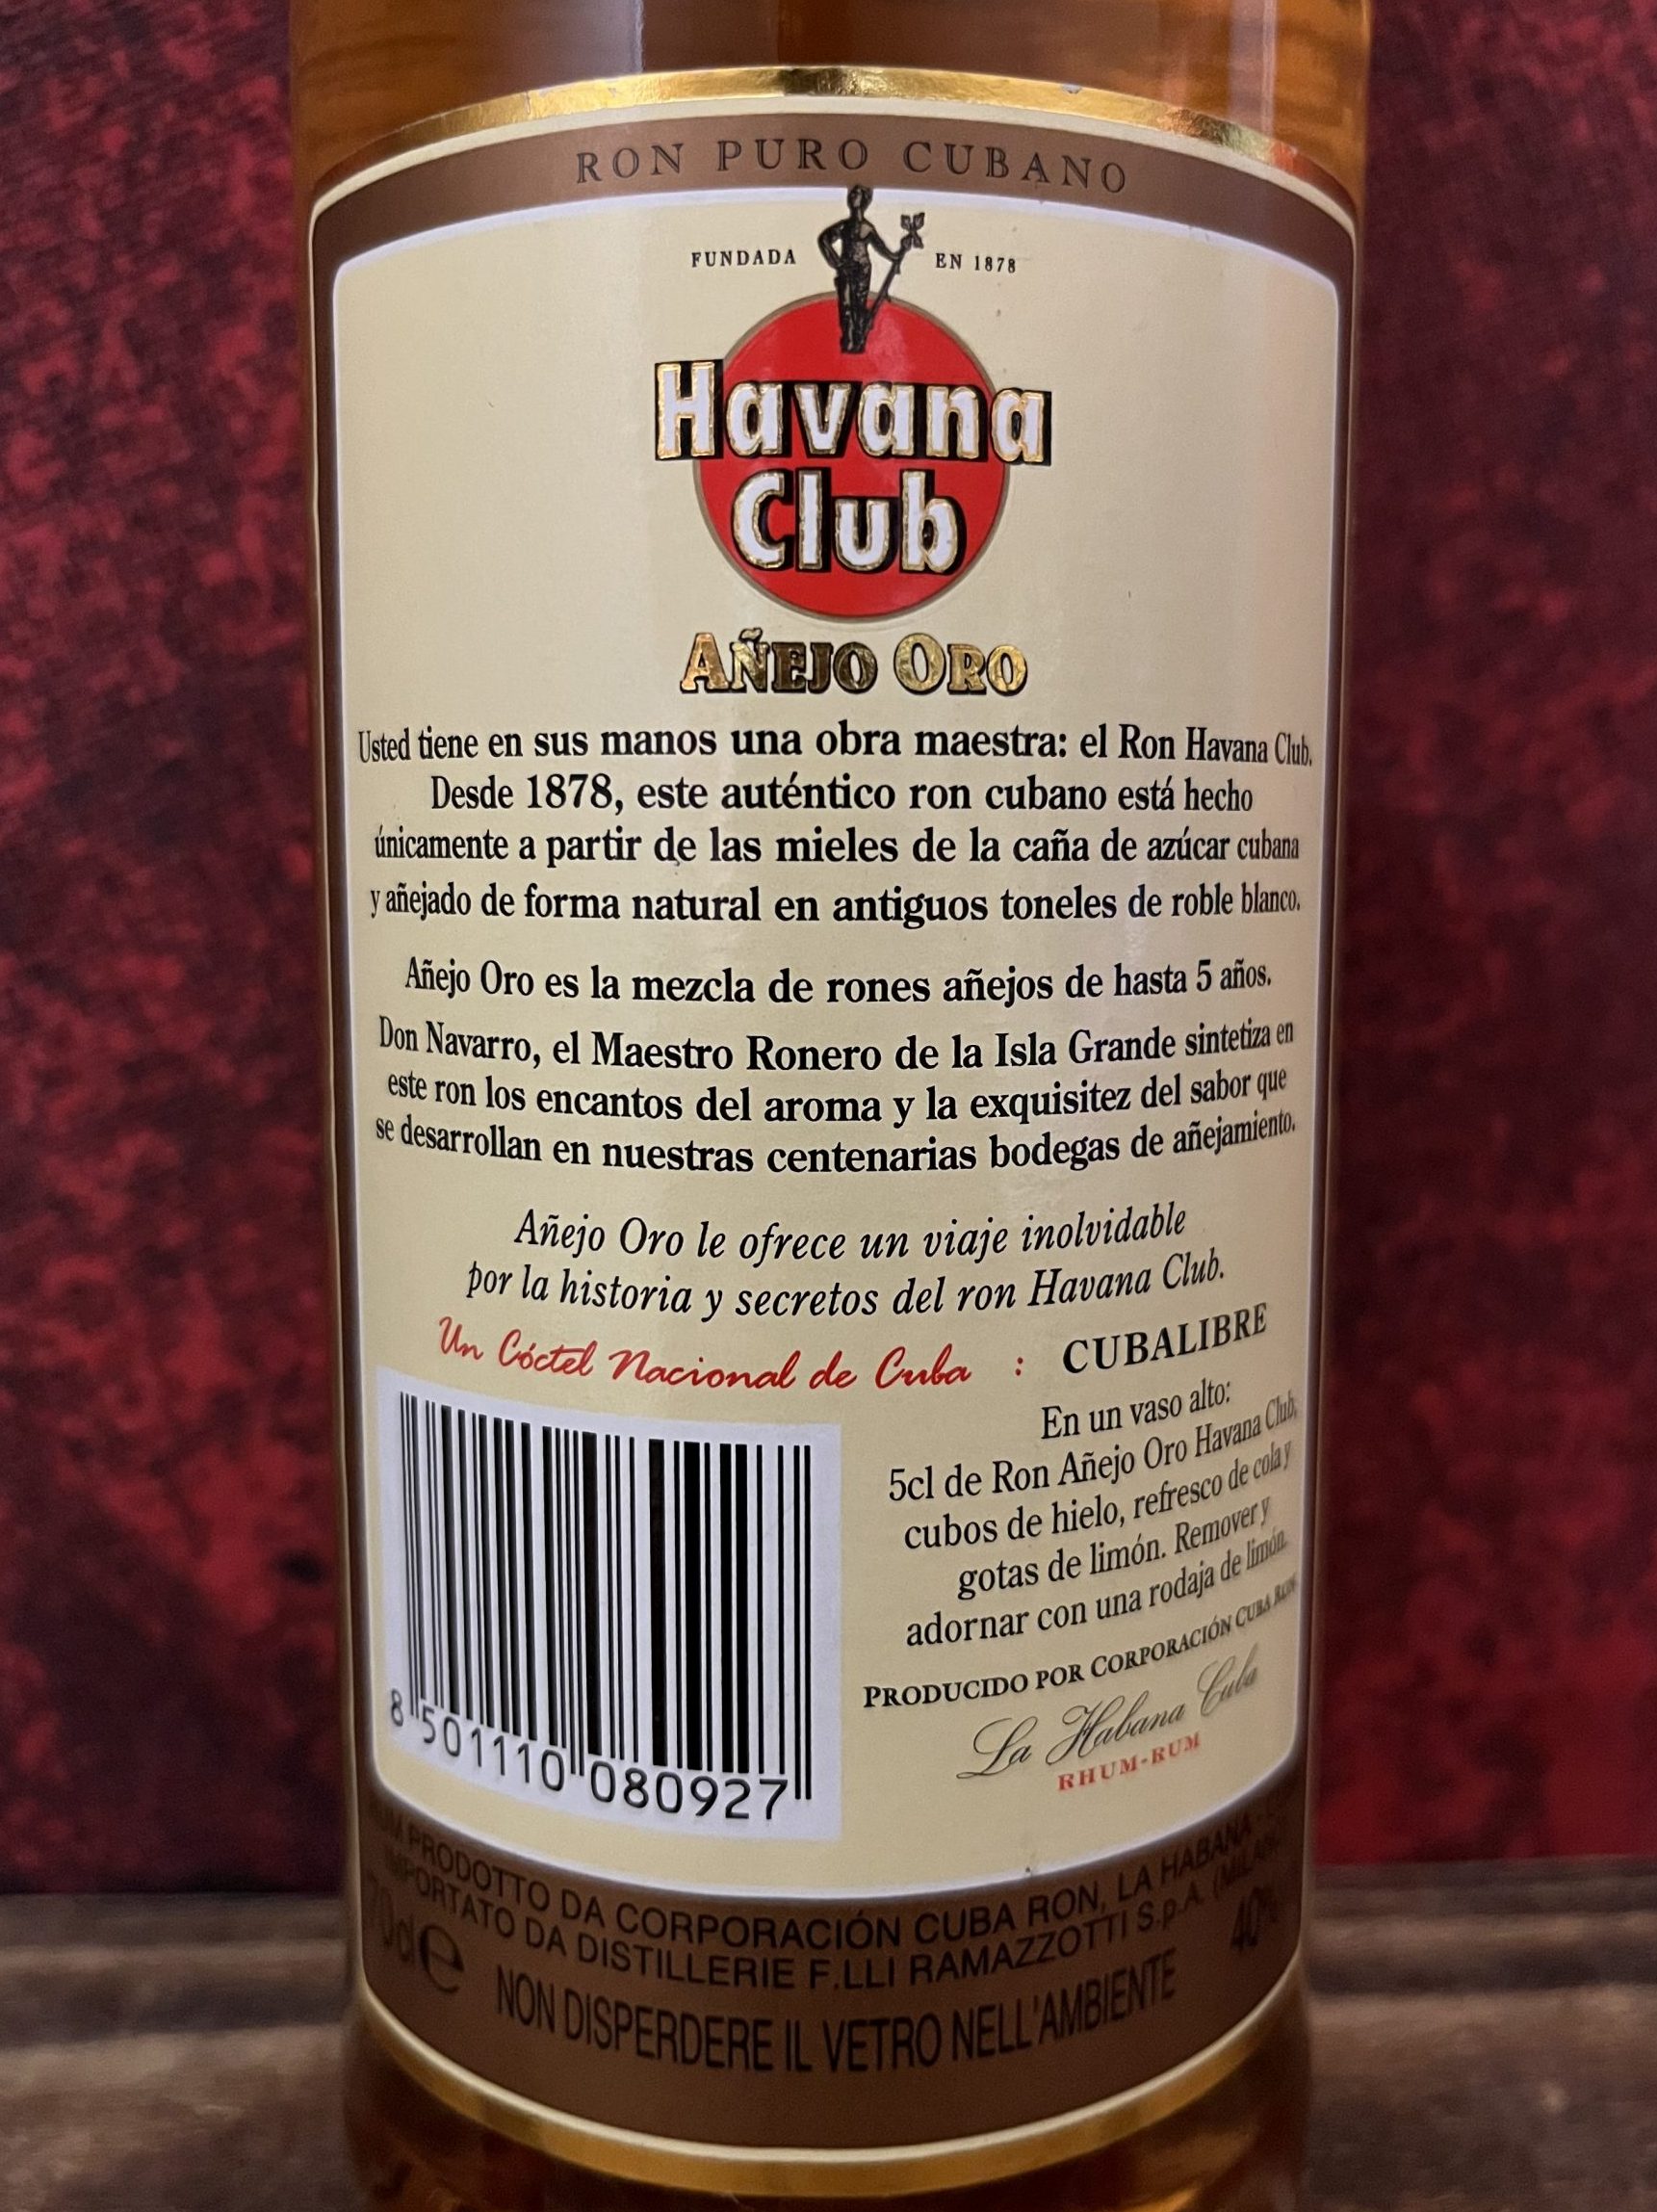 RON PURO CUBANO
FUNDADA EN 1878
Havana
Club
AÑEJO ORO
Usted tiene en sus manos una obra maestra: el Ron Havana Club.
Desde 1878, este auténtico ron cubano está hecho
únicamente a partir de las mieles de la caña de azúcar cubana
y añejado de forma natural en antiguos toneles de roble blanco.
Añejo Oro es la mezcla de rones añejos de hasta 5 años.
Don Navarro, el Maestro Ronero de la Isla Grande sintetiza en
este ron los encantos del aroma y la exquisitez del sabor que
se desarrollan en nuestras centenarias bodegas de añejamiento.
Añejo Oro le ofrece un viaje inolvidable
por la historia y secretos del ron Havana Club.
Un Cóctel Nacional de Cuba : CUBALIBRE
En un vaso alto:
5cl de Ron Añejo Oro Havana Club,
cubos de hielo, refresco de cola y
gotas de limón. Remover y
adornar con una rodaja de limón.
PRODUCIDO POR CORPORACIÓN CUBA RON
La Habana Cuba
RHUM-RUM
8 501110 080927
PRODOTTO DA CORPORACIÓN CUBA RON, LA HABANA -
IMPORTATO DA DISTILLERIE F.LLI RAMAZZOTTI S.p.A. (MILANO)
70cl e 40%
NON DISPERDERE IL VETRO NELL'AMBIENTE